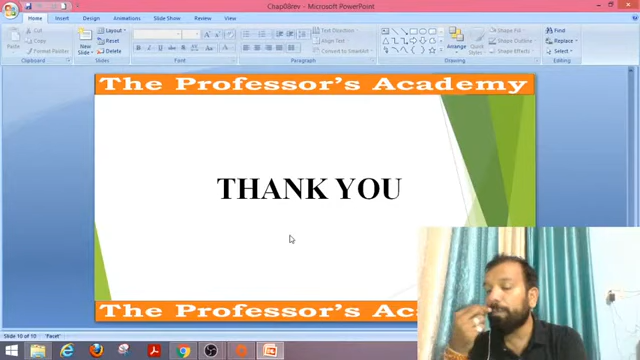 Chap08Rev - Microsoft PowerPoint
Home Insert Design Animations Slide Show Review View
Cut
Copy
Paste
Format Painter
Clipboard
New Slide
Layout
Reset
Delete
Slides
Font
Text Direction
Align Text
Convert to SmartArt
Paragraph
Arrange
Quick
Shape Fill
Shape Outline
Shape Effects
Drawing
Find
Replace
Select
Editing
The Professor's Academy
THANK YOU
The Professor's Ac
Slide 10 of 10 "Facet"